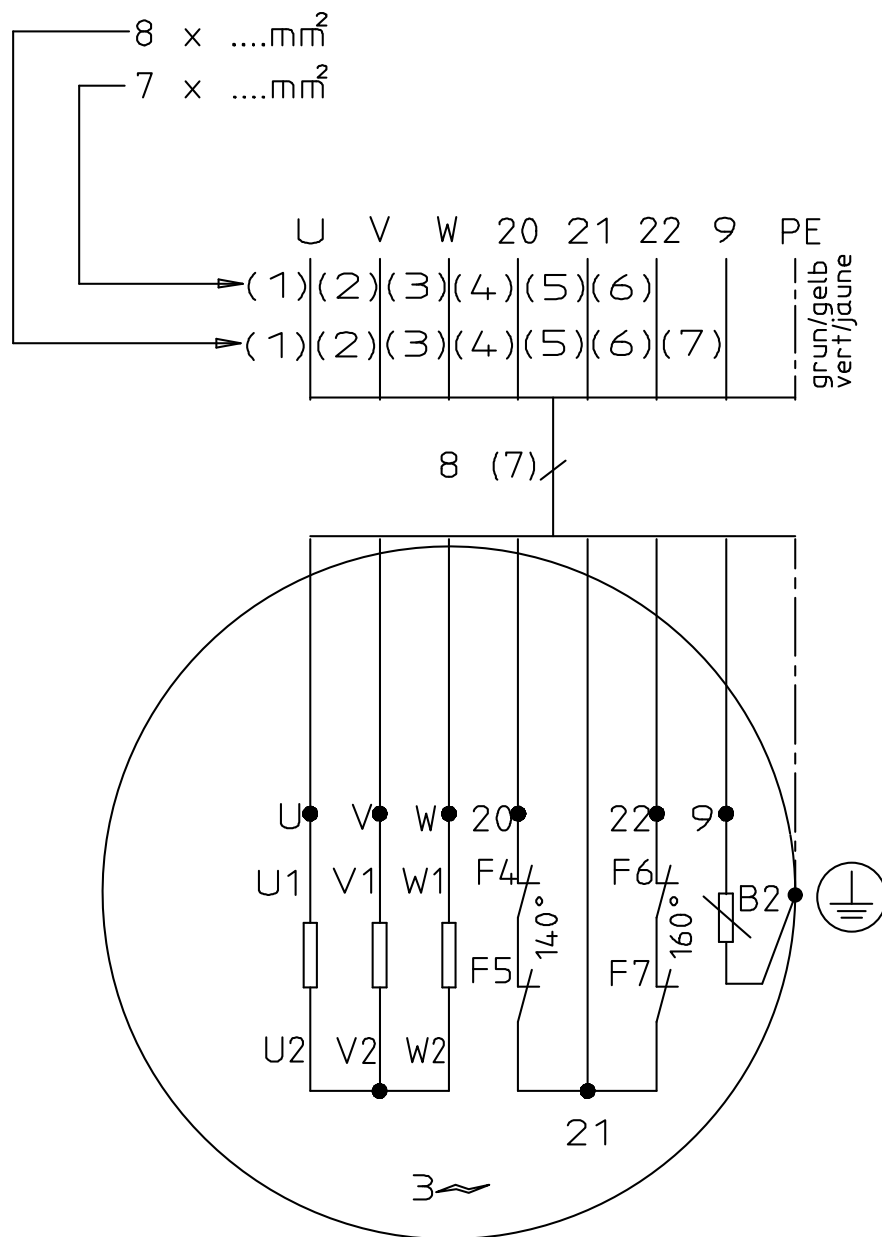 8 x ....mm²
7 x ....mm²
U V W 20 21 22 9 PE
(1)(2)(3)(4)(5)(6)
(1)(2)(3)(4)(5)(6)(7)
grun/gelb
vert/jaune
8 (7)
U V W 20 22 9
U1 V1 W1 F4 F6 B2
140°
160°
F5 F7
U2 V2 W2
21
3~